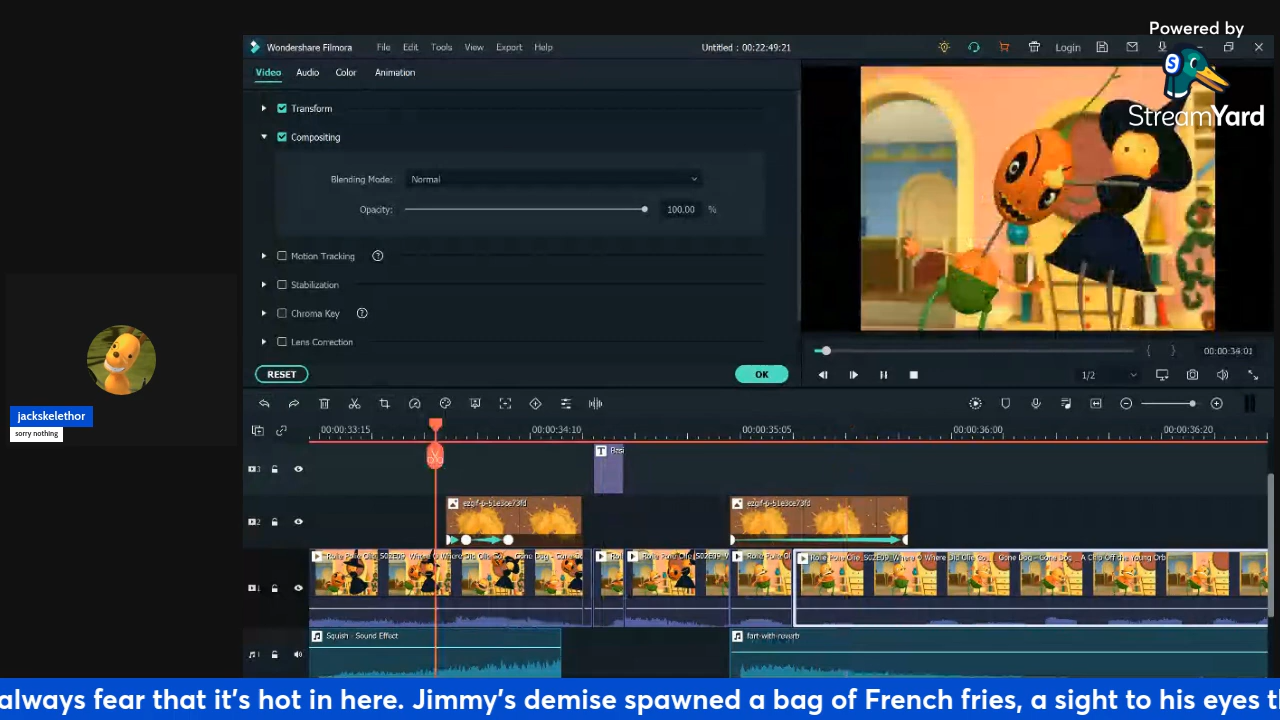 Powered by
StreamYard
Wondershare Filmora
File Edit Tools View Export Help
Untitled : 00:22:49:21
Login
Video Audio Color Animation
Transform
Compositing
Blending Mode: Normal
Opacity: 100.00 %
Motion Tracking
Stabilization
Chroma Key
Lens Correction
RESET
OK
00:00:34:01
1/2
00:00:33:15 00:00:34:10 00:00:35:05 00:00:36:00 00:00:36:20
jackskelethor
sorry nothing
Squish - Sound Effect
fart-with-reverb
always fear that it's hot in here. Jimmy's demise spawned a bag of French fries, a sight to his eyes